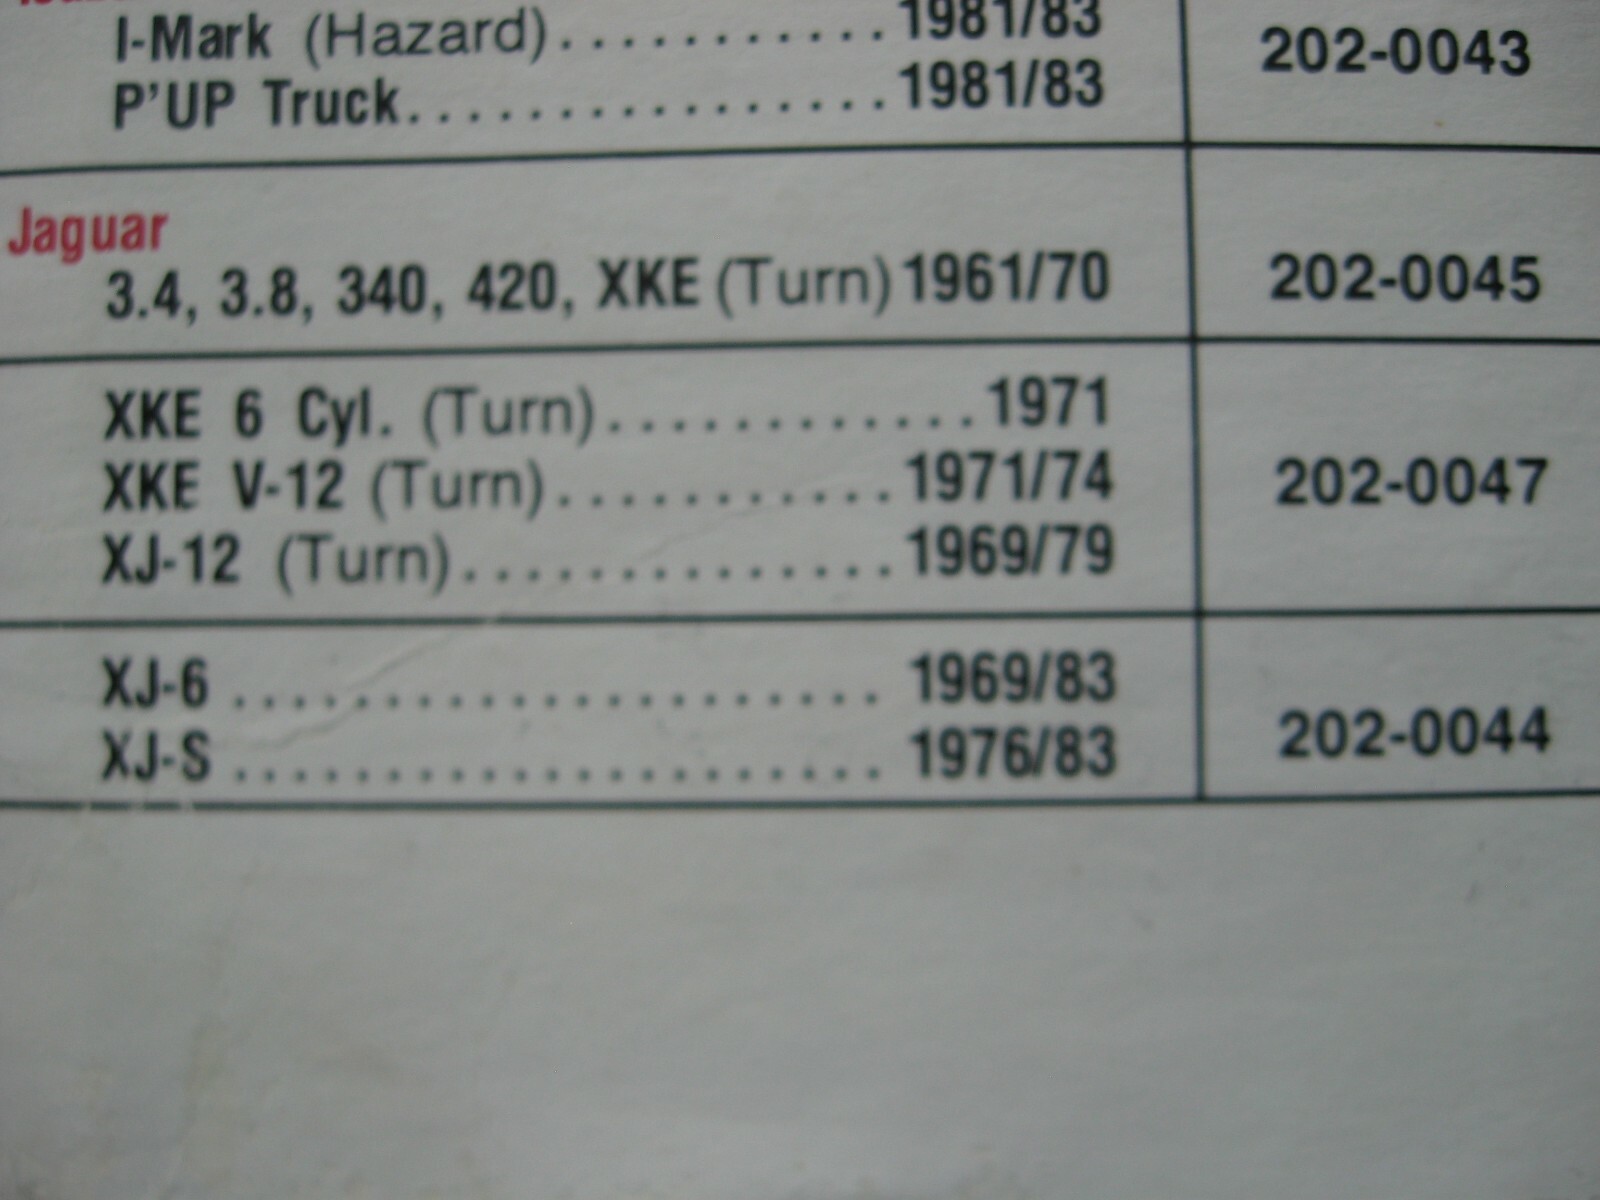 I-Mark (Hazard)........... 1981/83 202-0043
P'UP Truck................ 1981/83
Jaguar
3.4, 3.8, 340, 420, XKE (Turn) 1961/70 202-0045
XKE 6 Cyl. (Turn)............ 1971
XKE V-12 (Turn)........... 1971/74 202-0047
XJ-12 (Turn).............. 1969/79
XJ-6 ..................... 1969/83
XJ-S ..................... 1976/83 202-0044